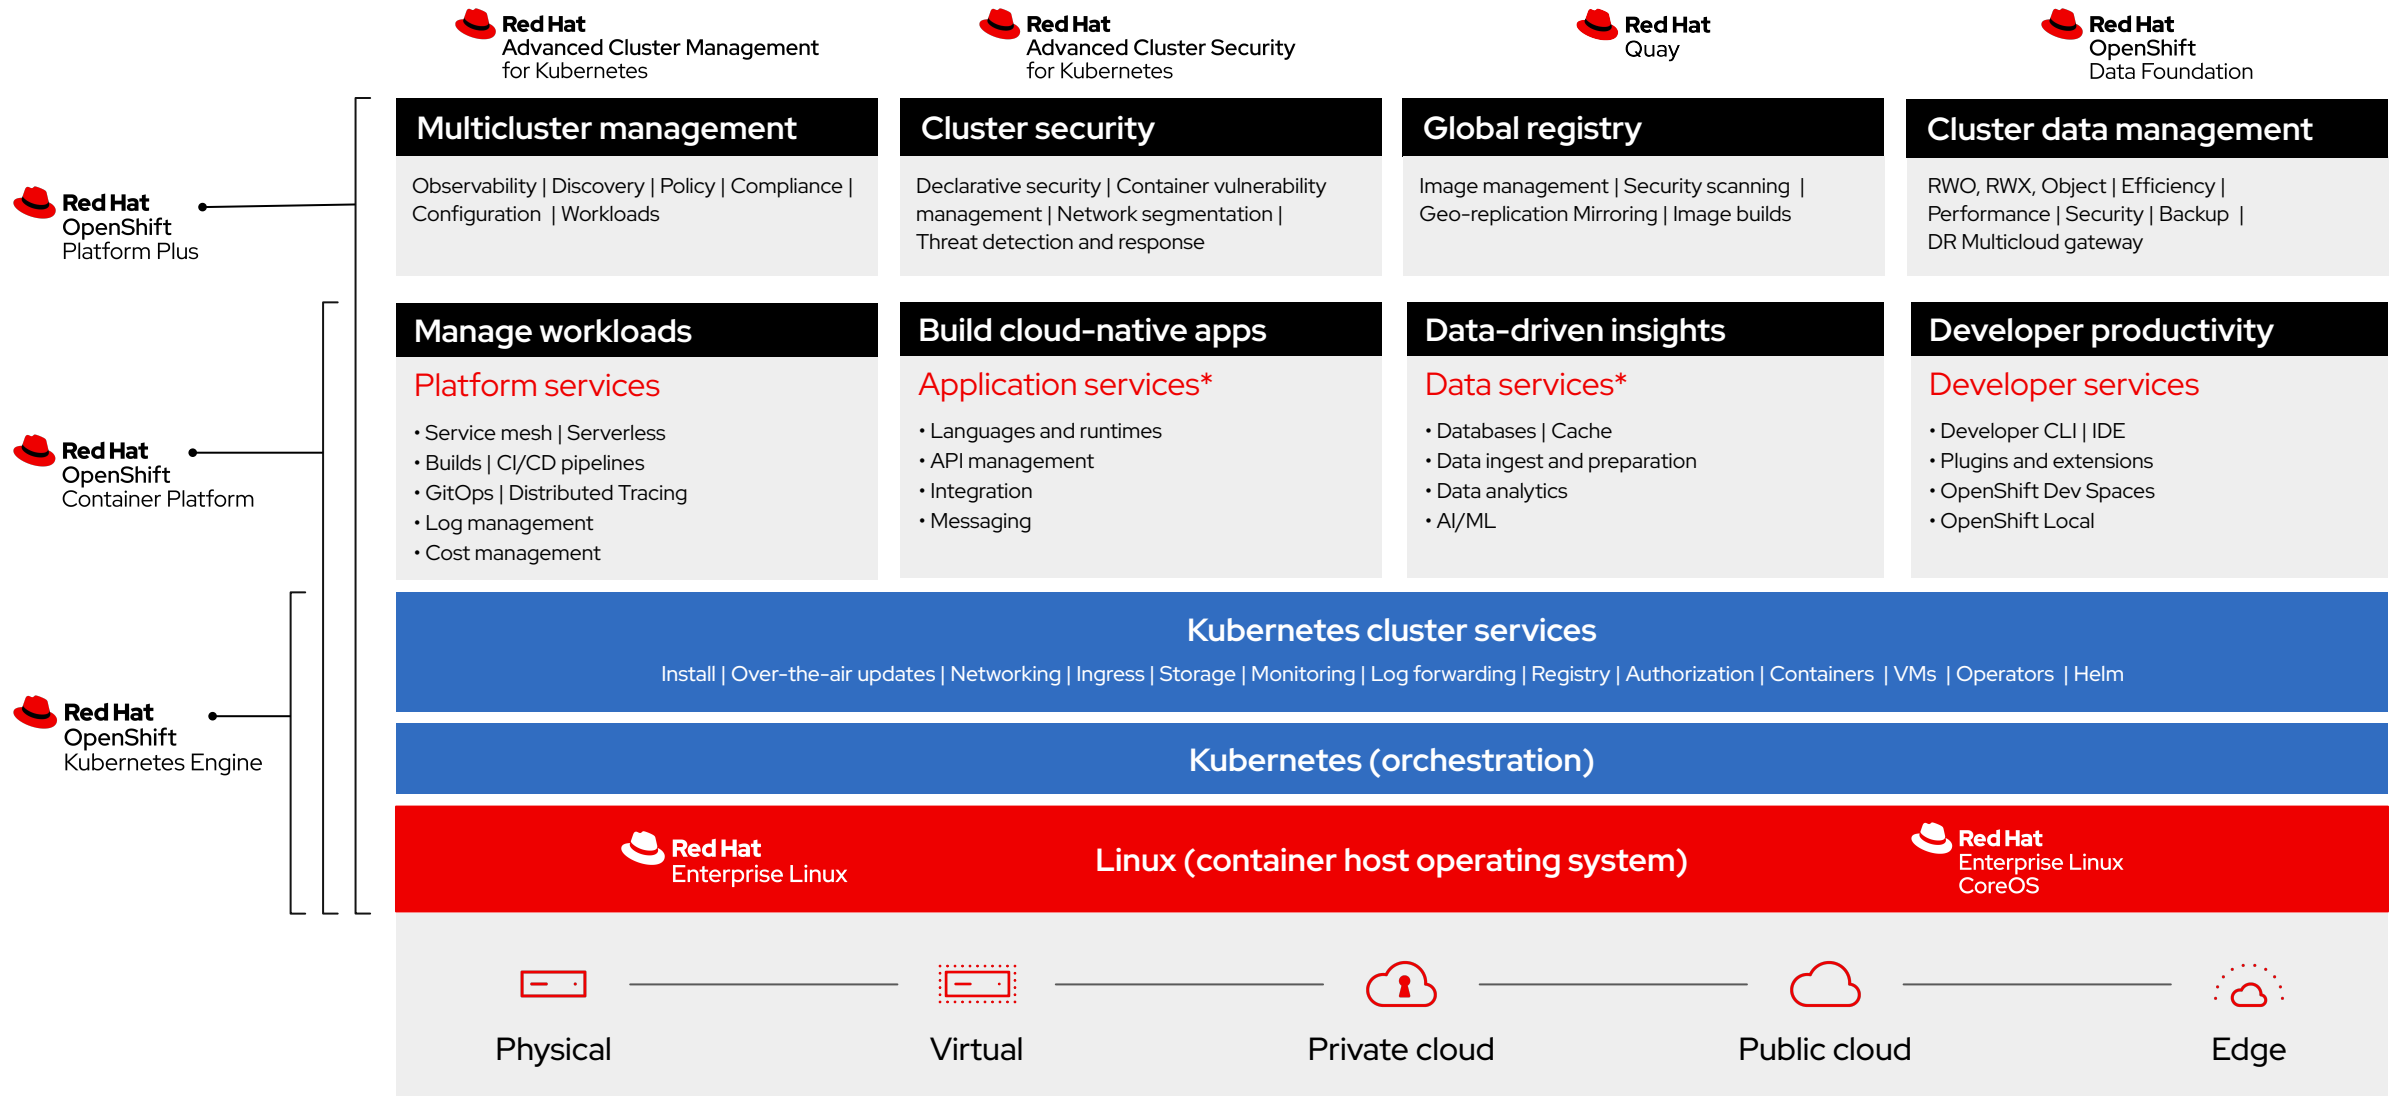 Red Hat
Advanced Cluster Management
for Kubernetes
Red Hat
Advanced Cluster Security
for Kubernetes
Red Hat
Quay
Red Hat
OpenShift
Data Foundation
Multicluster management
Observability | Discovery | Policy | Compliance |
Configuration | Workloads
Cluster security
Declarative security | Container vulnerability
management | Network segmentation |
Threat detection and response
Global registry
Image management | Security scanning |
Geo-replication Mirroring | Image builds
Cluster data management
RWO, RWX, Object | Efficiency |
Performance | Security | Backup |
DR Multicloud gateway
Red Hat
OpenShift
Platform Plus
Manage workloads
Platform services
• Service mesh | Serverless
• Builds | CI/CD pipelines
• GitOps | Distributed Tracing
• Log management
• Cost management
Build cloud-native apps
Application services*
• Languages and runtimes
• API management
• Integration
• Messaging
Data-driven insights
Data services*
• Databases | Cache
• Data ingest and preparation
• Data analytics
• AI/ML
Developer productivity
Developer services
• Developer CLI | IDE
• Plugins and extensions
• OpenShift Dev Spaces
• OpenShift Local
Red Hat
OpenShift
Container Platform
Kubernetes cluster services
Install | Over-the-air updates | Networking | Ingress | Storage | Monitoring | Log forwarding | Registry | Authorization | Containers | VMs | Operators | Helm
Red Hat
OpenShift
Kubernetes Engine
Kubernetes (orchestration)
Red Hat
Enterprise Linux
Linux (container host operating system)
Red Hat
Enterprise Linux
CoreOS
Physical
Virtual
Private cloud
Public cloud
Edge